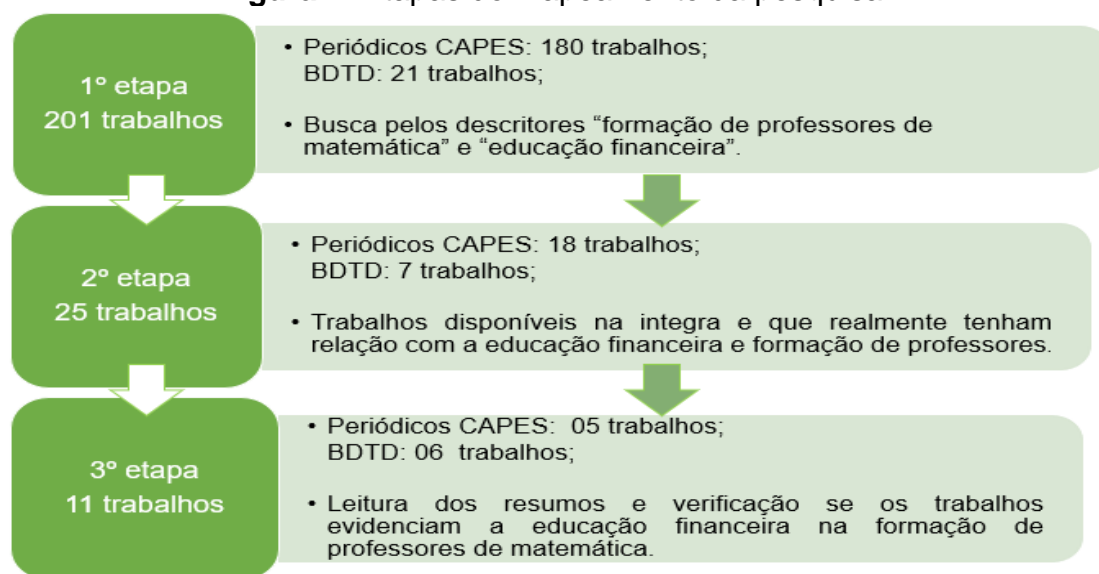 1º etapa
201 trabalhos
• Periódicos CAPES: 180 trabalhos;
BDTD: 21 trabalhos;
• Busca pelos descritores “formação de professores de
matemática” e “educação financeira”.
2º etapa
25 trabalhos
• Periódicos CAPES: 18 trabalhos;
BDTD: 7 trabalhos;
• Trabalhos disponíveis na integra e que realmente tenham
relação com a educação financeira e formação de professores.
3º etapa
11 trabalhos
• Periódicos CAPES: 05 trabalhos;
BDTD: 06 trabalhos;
• Leitura dos resumos e verificação se os trabalhos
evidenciam a educação financeira na formação de
professores de matemática.